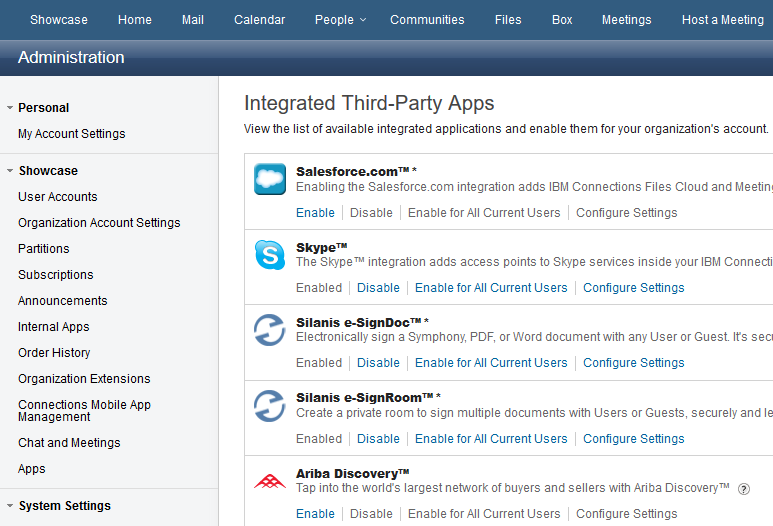 Showcase Home Mail Calendar People Communities Files Box Meetings Host a Meeting
Administration
Personal
My Account Settings
Showcase
User Accounts
Organization Account Settings
Partitions
Subscriptions
Announcements
Internal Apps
Order History
Organization Extensions
Connections Mobile App
Management
Chat and Meetings
Apps
System Settings
Integrated Third-Party Apps
View the list of available integrated applications and enable them for your organization's account.
Salesforce.com™ *
Enabling the Salesforce.com integration adds IBM Connections Files Cloud and Meeting
Enable Disable Enable for All Current Users Configure Settings
Skype™
The Skype™ integration adds access points to Skype services inside your IBM Connecti
Enabled Disable Enable for All Current Users Configure Settings
Silanis e-SignDoc™ *
Electronically sign a Symphony, PDF, or Word document with any User or Guest. It's sec
Enabled Disable Enable for All Current Users Configure Settings
Silanis e-SignRoom™ *
Create a private room to sign multiple documents with Users or Guests, securely and le
Enabled Disable Enable for All Current Users Configure Settings
Ariba Discovery™
Tap into the world's largest network of buyers and sellers with Ariba Discovery™ ?
Enable Disable Enable for All Current Users Configure Settings